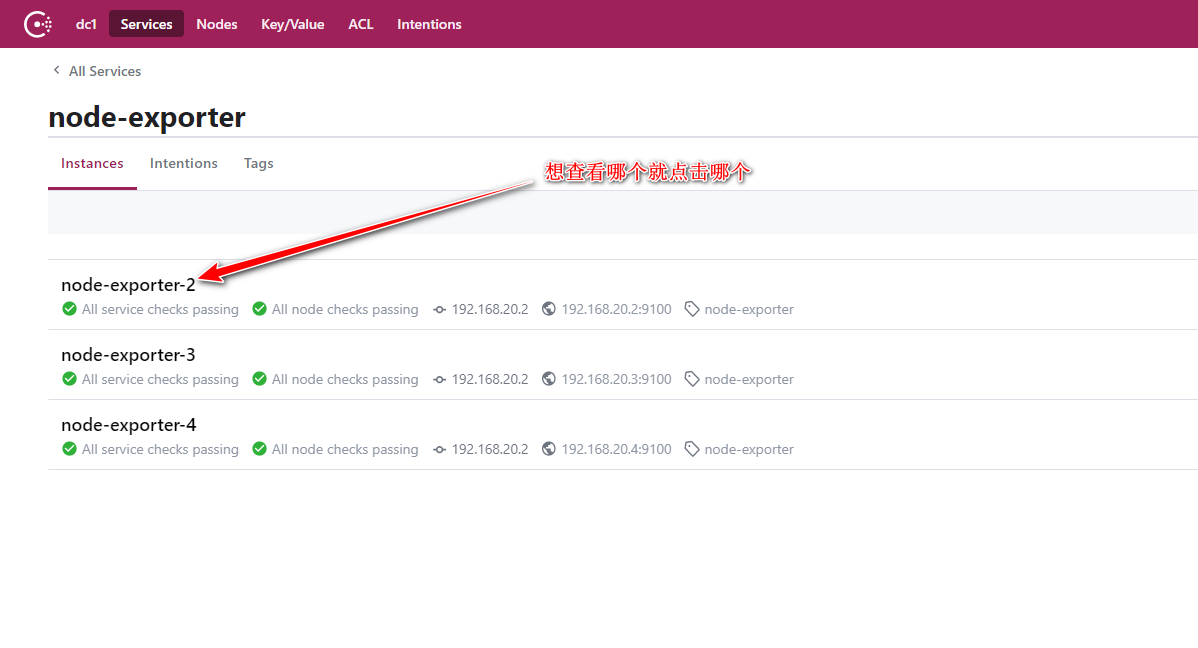 dc1 Services Nodes Key/Value ACL Intentions
All Services
node-exporter
Instances Intentions Tags
想查看哪个就点击哪个
node-exporter-2
All service checks passing All node checks passing 192.168.20.2 192.168.20.2:9100 node-exporter
node-exporter-3
All service checks passing All node checks passing 192.168.20.2 192.168.20.3:9100 node-exporter
node-exporter-4
All service checks passing All node checks passing 192.168.20.2 192.168.20.4:9100 node-exporter